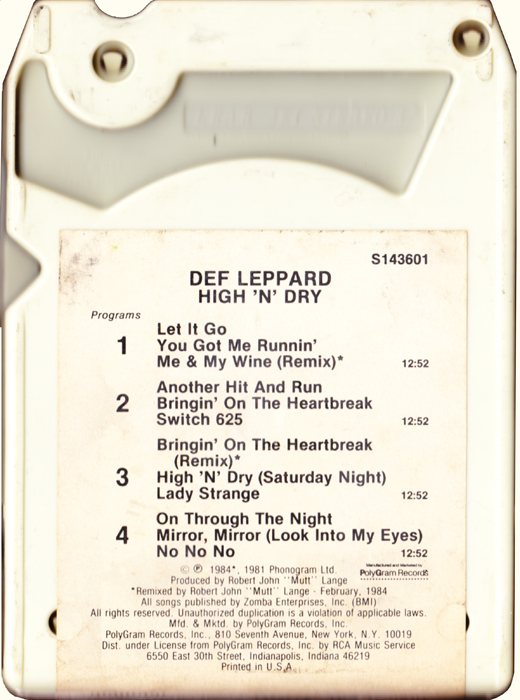 S143601
DEF LEPPARD
HIGH 'N' DRY
Programs
1
Let It Go
You Got Me Runnin'
Me & My Wine (Remix)* 12:52
2
Another Hit And Run
Bringin' On The Heartbreak
Switch 625 12:52
3
Bringin' On The Heartbreak
(Remix)*
High 'N' Dry (Saturday Night)
Lady Strange 12:52
4
On Through The Night
Mirror, Mirror (Look Into My Eyes)
No No No 12:52
Manufactured and Marketed by
PolyGram Records
© ℗ 1984*, 1981 Phonogram Ltd.
Produced by Robert John "Mutt" Lange
*Remixed by Robert John "Mutt" Lange - February, 1984
All songs published by Zomba Enterprises, Inc. (BMI)
All rights reserved. Unauthorized duplication is a violation of applicable laws.
Mfd. & Mktd. by PolyGram Records, Inc.
PolyGram Records, Inc., 810 Seventh Avenue, New York, N.Y. 10019
Dist. under License from PolyGram Records, Inc. by RCA Music Service
6550 East 30th Street, Indianapolis, Indiana 46219
Printed in U.S.A.